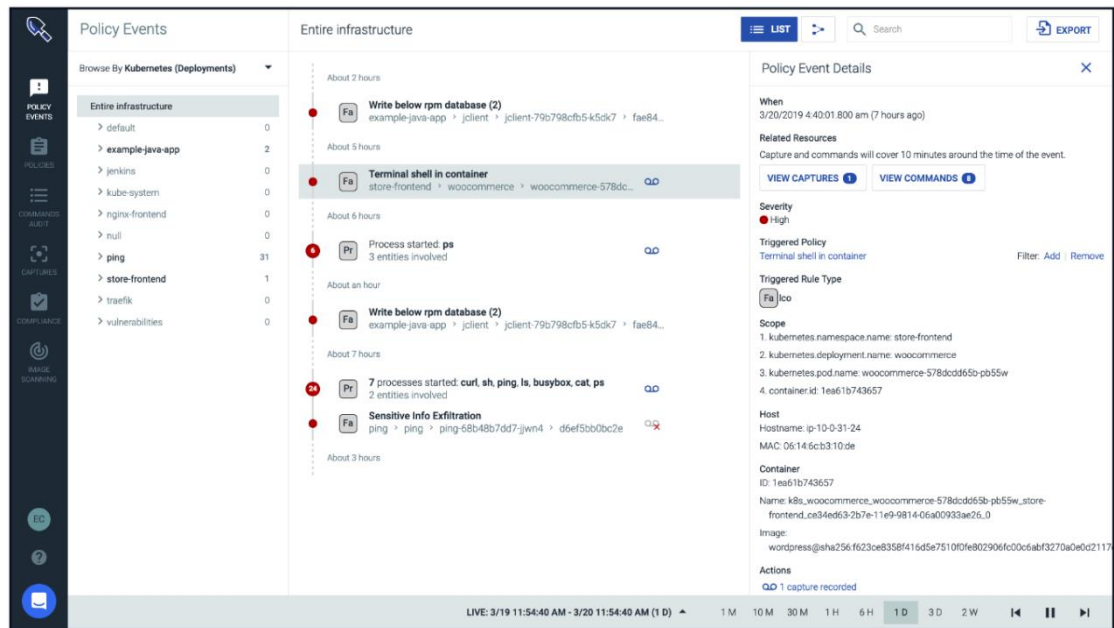 Policy Events
Entire infrastructure
LIST
Search
EXPORT
POLICY
EVENTS
POLICIES
COMMANDS
AUDIT
CAPTURES
COMPLIANCE
IMAGE
SCANNING
EC
?
Browse By Kubernetes (Deployments)
Entire infrastructure
> default 0
> example-java-app 2
> jenkins 0
> kube-system 0
> nginx-frontend 0
> null 0
> ping 31
> store-frontend 1
> traefik 0
> vulnerabilities 0
About 2 hours
Fa Write below rpm database (2)
example-java-app > jclient > jclient-79b798cfb5-k5dk7 > fae84...
About 5 hours
Fa Terminal shell in container
store-frontend > woocommerce > woocommerce-578dc...
About 6 hours
6 Pr Process started: ps
3 entities involved
About an hour
Fa Write below rpm database (2)
example-java-app > jclient > jclient-79b798cfb5-k5dk7 > fae84...
About 7 hours
24 Pr 7 processes started: curl, sh, ping, ls, busybox, cat, ps
2 entities involved
Fa Sensitive Info Exfiltration
ping > ping > ping-68b48b7dd7-jjwn4 > d6ef5bb0bc2e
About 3 hours
Policy Event Details
When
3/20/2019 4:40:01.800 am (7 hours ago)
Related Resources
Capture and commands will cover 10 minutes around the time of the event.
VIEW CAPTURES 1 VIEW COMMANDS 8
Severity
High
Triggered Policy
Terminal shell in container Filter: Add | Remove
Triggered Rule Type
Fa lco
Scope
1. kubernetes.namespace.name: store-frontend
2. kubernetes.deployment.name: woocommerce
3. kubernetes.pod.name: woocommerce-578dcdd65b-pb55w
4. container.id: 1ea61b743657
Host
Hostname: ip-10-0-31-24
MAC: 06:14:6c:b3:10:de
Container
ID: 1ea61b743657
Name: k8s_woocommerce_woocommerce-578dcdd65b-pb55w_store-
frontend_ce34ed63-2b7e-11e9-9814-06a00933ae26_0
Image:
wordpress@sha256:f623ce8358f416d5e7510f0fe802906fc00c6abf3270a0e0d2117
Actions
1 capture recorded
LIVE: 3/19 11:54:40 AM - 3/20 11:54:40 AM (1 D) 1 M 10 M 30 M 1 H 6 H 1 D 3 D 2 W